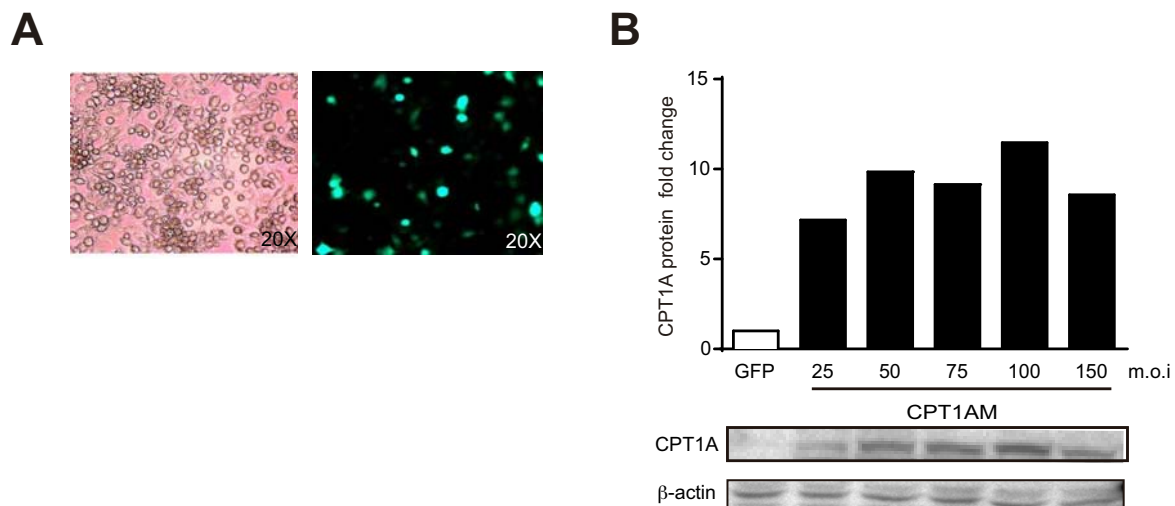 A
20X
20X
B
CPT1A protein fold change
15
10
5
0
GFP 25 50 75 100 150 m.o.i
CPT1AM
CPT1A
β-actin